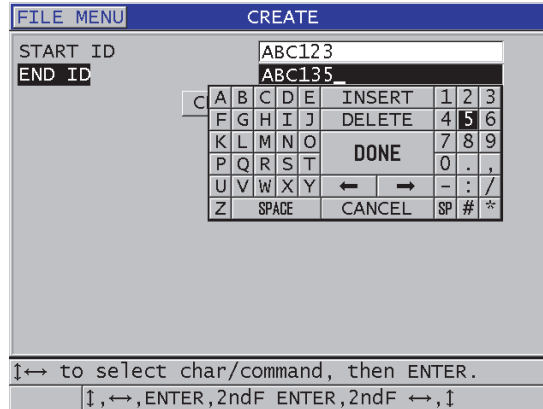 FILE MENU CREATE
START ID ABC123
END ID ABC135_
A B C D E INSERT 1 2 3
F G H I J DELETE 4 5 6
K L M N O DONE 7 8 9
P Q R S T 0 . ,
U V W X Y ← → - : /
Z SPACE CANCEL SP # *
↕↔ to select char/command, then ENTER.
↕,↔,ENTER,2ndF ENTER,2ndF ↔,↕